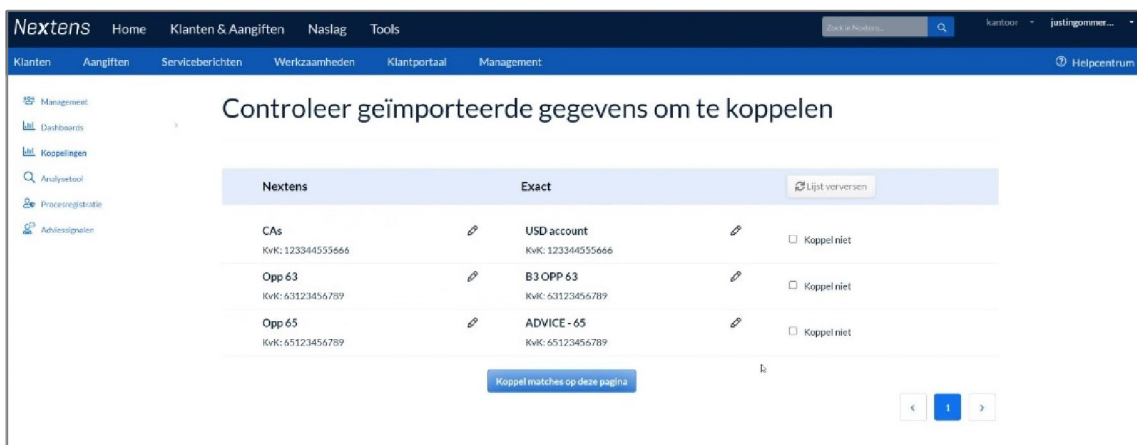 Nextens Home Klanten & Aangiften Naslag Tools Zoek in Nextens... kantoor justingommer...
Klanten Aangiften Serviceberichten Werkzaamheden Klantportaal Management Helpcentrum
Management
Dashboards
Koppelingen
Analysetool
Procesregistratie
Adviessignalen
Controleer geïmporteerde gegevens om te koppelen
Nextens Exact Lijst verversen
CAs USD account
KvK: 123344555666 KvK: 123344555666 Koppel niet
Opp 63 B3 OPP 63
KvK: 63123456789 KvK: 63123456789 Koppel niet
Opp 65 ADVICE - 65
KvK: 65123456789 KvK: 65123456789 Koppel niet
Koppel matches op deze pagina
1